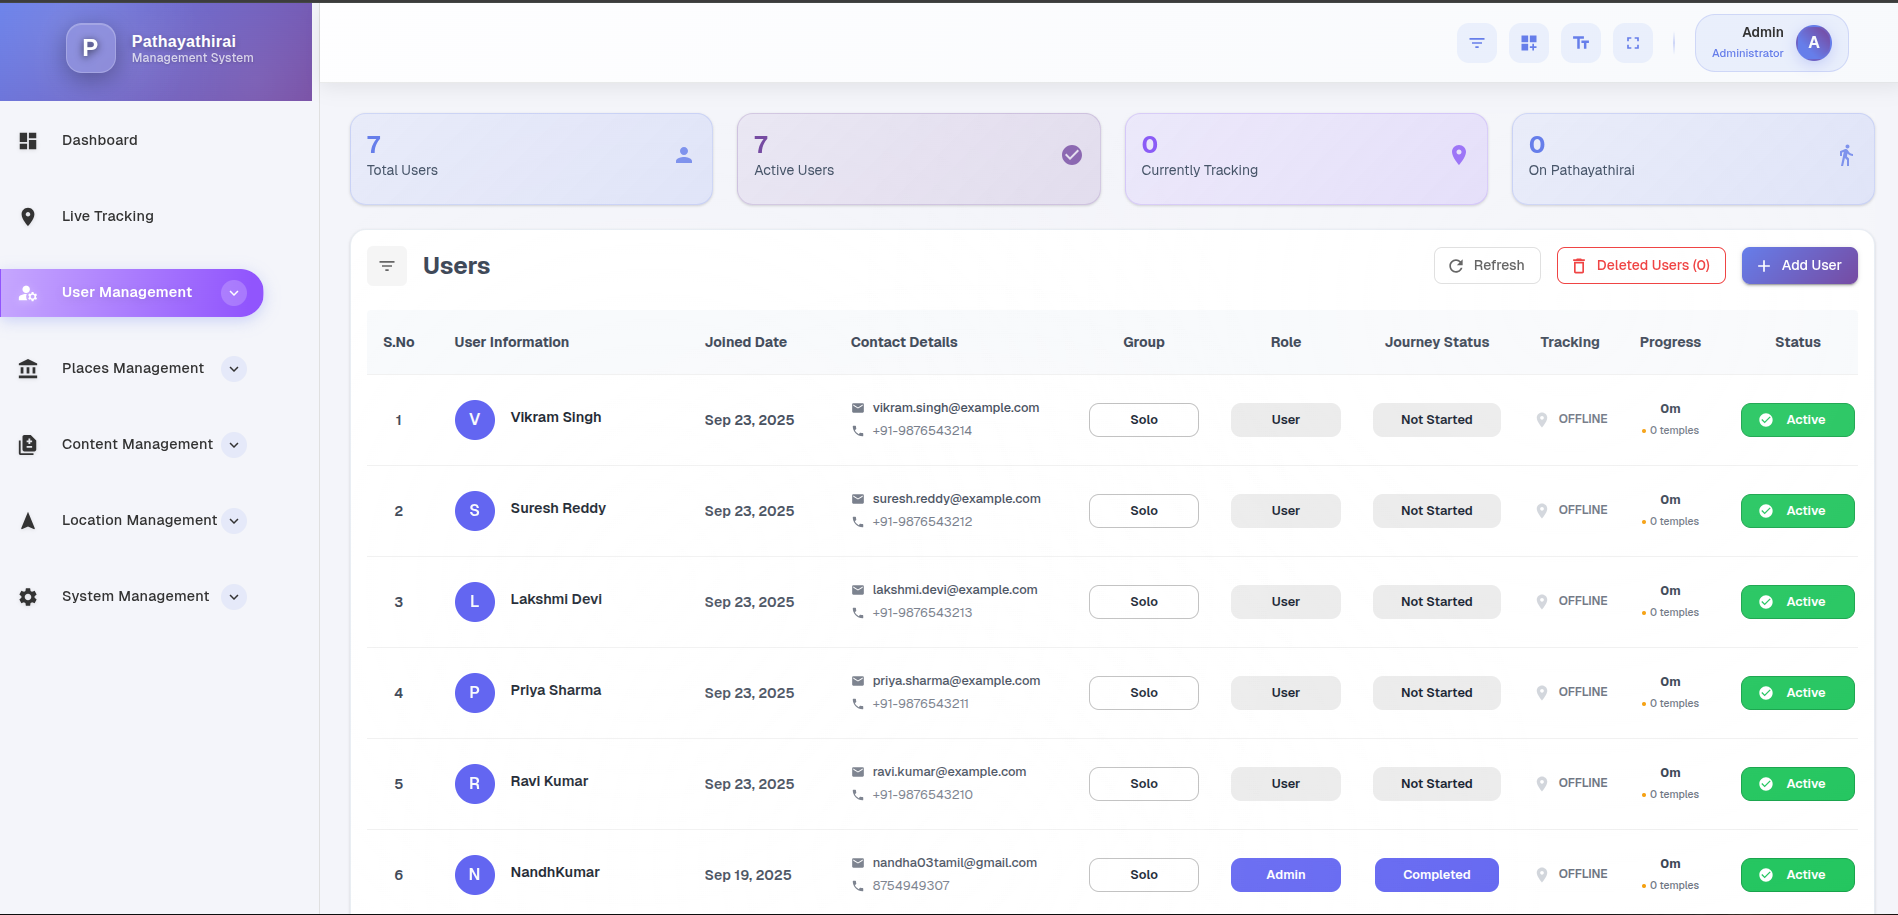 P
Pathayathirai
Management System
Admin
Administrator
A
Dashboard
Live Tracking
User Management
Places Management
Content Management
Location Management
System Management
7
Total Users
7
Active Users
0
Currently Tracking
0
On Pathayathirai
Users
Refresh
Deleted Users (0)
Add User
S.No User Information Joined Date Contact Details Group Role Journey Status Tracking Progress Status
1 V Vikram Singh Sep 23, 2025 vikram.singh@example.com Solo User Not Started OFFLINE 0m Active
+91-9876543214 0 temples
2 S Suresh Reddy Sep 23, 2025 suresh.reddy@example.com Solo User Not Started OFFLINE 0m Active
+91-9876543212 0 temples
3 L Lakshmi Devi Sep 23, 2025 lakshmi.devi@example.com Solo User Not Started OFFLINE 0m Active
+91-9876543213 0 temples
4 P Priya Sharma Sep 23, 2025 priya.sharma@example.com Solo User Not Started OFFLINE 0m Active
+91-9876543211 0 temples
5 R Ravi Kumar Sep 23, 2025 ravi.kumar@example.com Solo User Not Started OFFLINE 0m Active
+91-9876543210 0 temples
6 N NandhKumar Sep 19, 2025 nandha03tamil@gmail.com Solo Admin Completed OFFLINE 0m Active
8754949307 0 temples